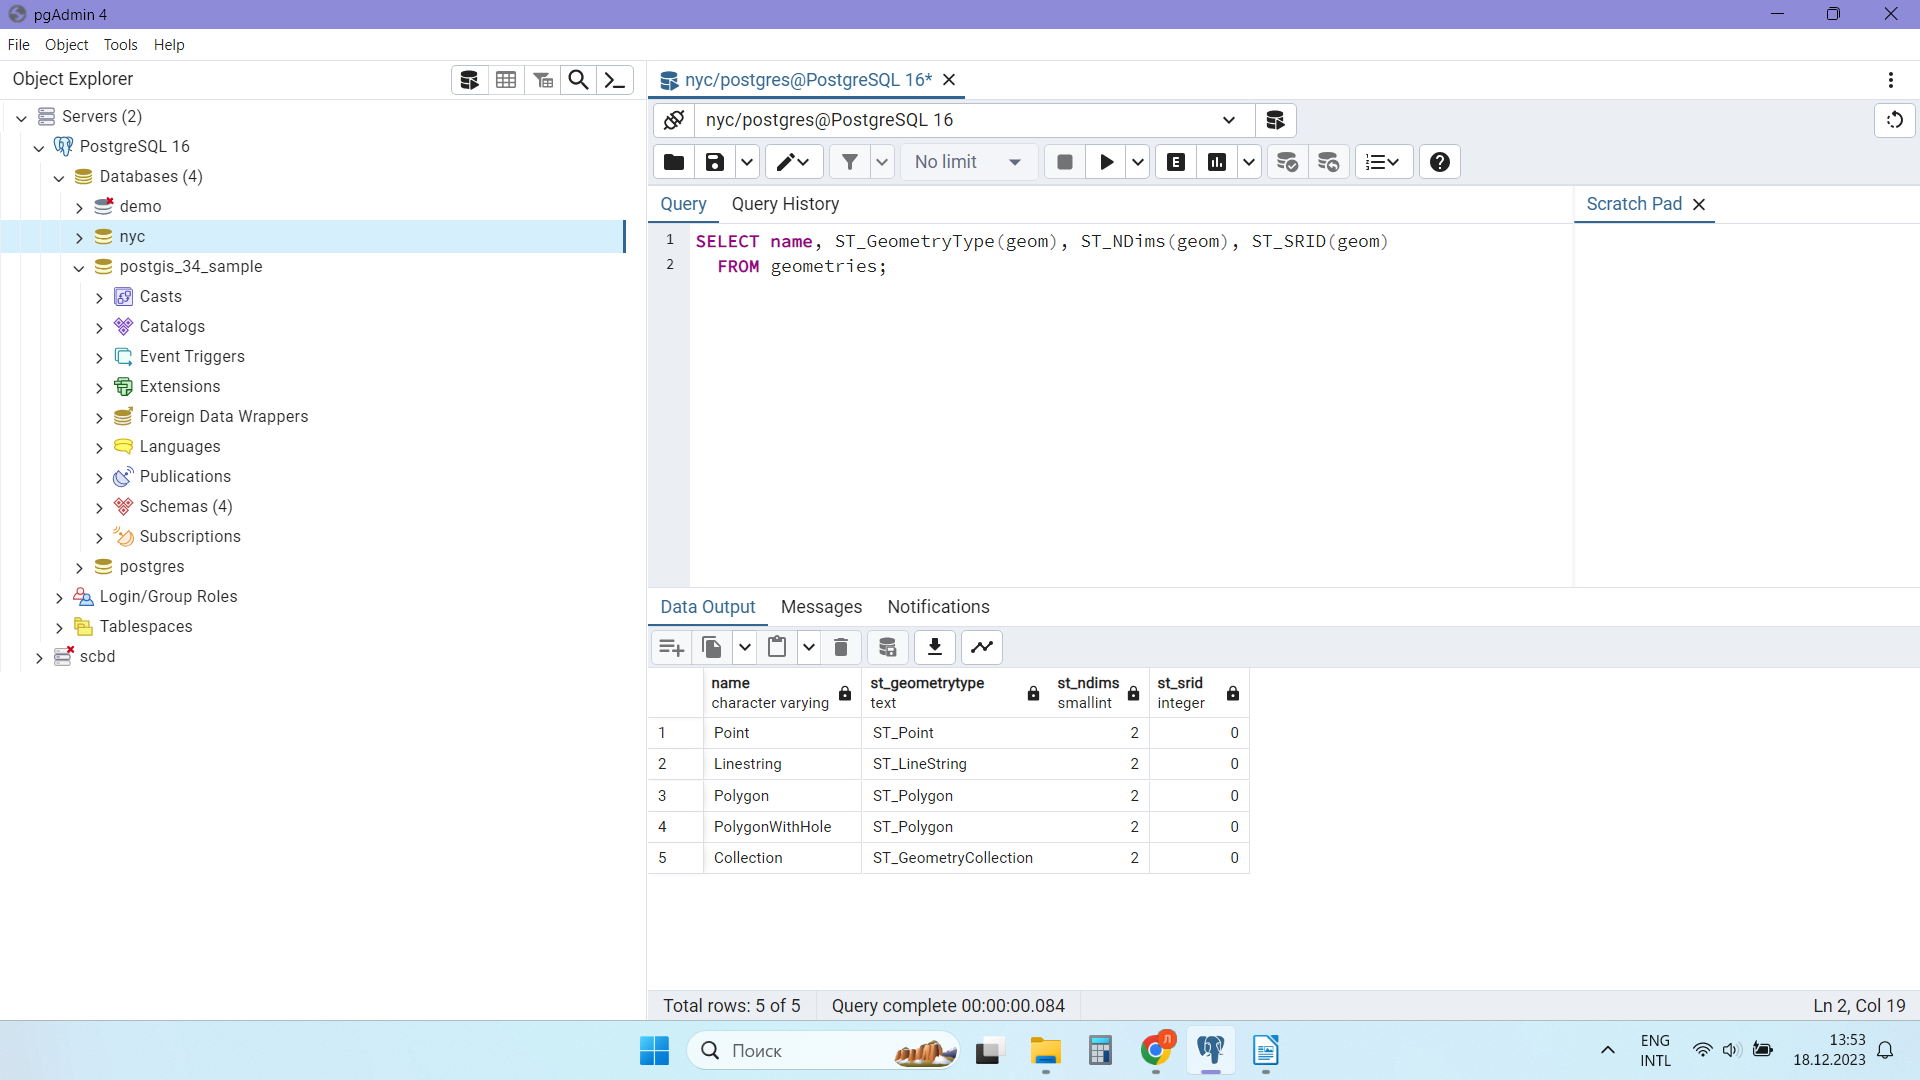 pgAdmin 4
File Object Tools Help
Object Explorer
nyc/postgres@PostgreSQL 16*
Servers (2)
PostgreSQL 16
Databases (4)
demo
nyc
postgis_34_sample
Casts
Catalogs
Event Triggers
Extensions
Foreign Data Wrappers
Languages
Publications
Schemas (4)
Subscriptions
postgres
Login/Group Roles
Tablespaces
scbd
nyc/postgres@PostgreSQL 16
No limit
E
Query Query History
Scratch Pad
1 SELECT name, ST_GeometryType(geom), ST_NDims(geom), ST_SRID(geom)
2 FROM geometries;
Data Output Messages Notifications
name st_geometrytype st_ndims st_srid
character varying text smallint integer
1 Point ST_Point 2 0
2 Linestring ST_LineString 2 0
3 Polygon ST_Polygon 2 0
4 PolygonWithHole ST_Polygon 2 0
5 Collection ST_GeometryCollection 2 0
Total rows: 5 of 5 Query complete 00:00:00.084 Ln 2, Col 19
Поиск
Л
ENG
INTL
13:53
18.12.2023